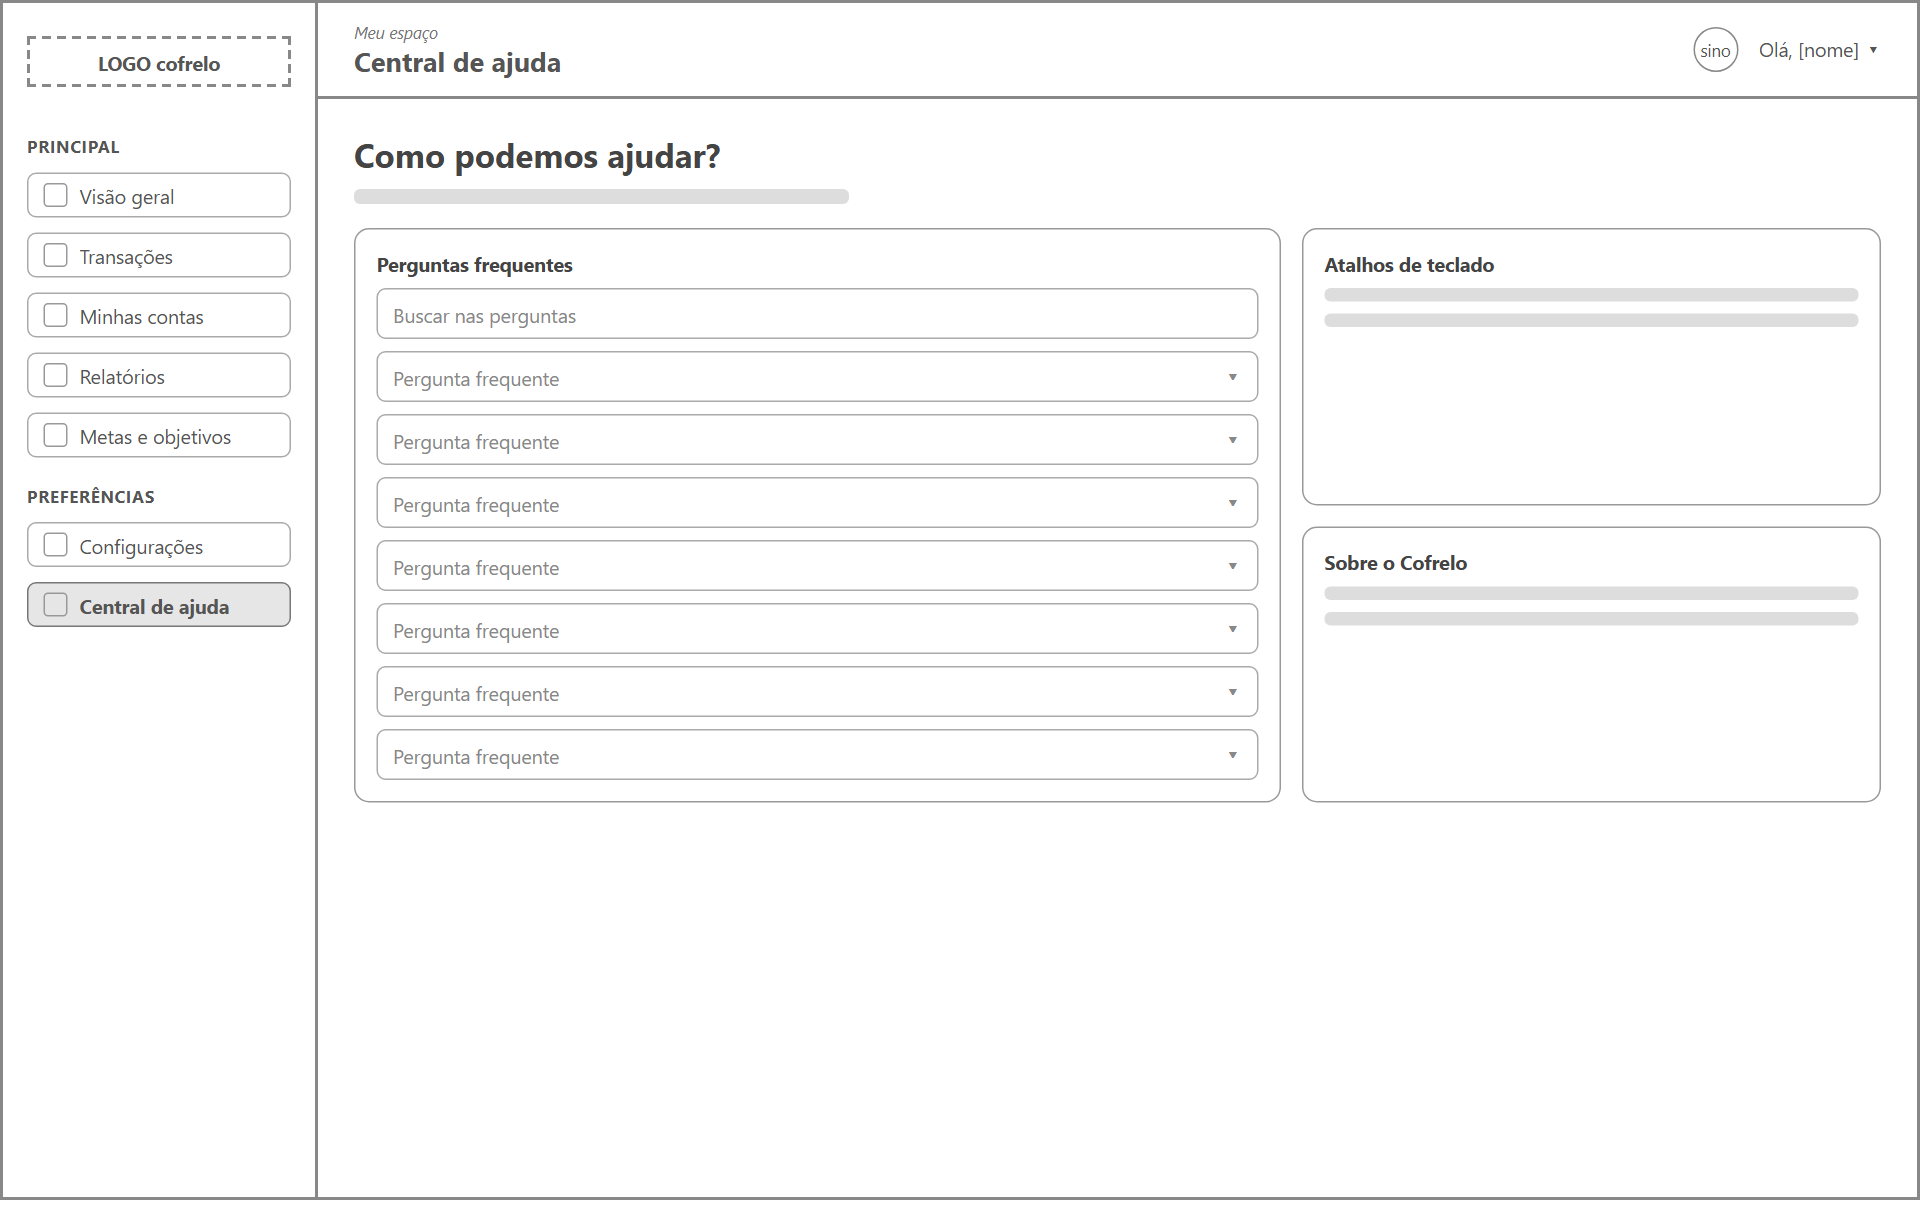 LOGO cofrelo
PRINCIPAL
Visão geral
Transações
Minhas contas
Relatórios
Metas e objetivos
PREFERÊNCIAS
Configurações
Central de ajuda
Meu espaço
Central de ajuda
sino
Olá, [nome]
Como podemos ajudar?
Perguntas frequentes
Buscar nas perguntas
Pergunta frequente
Pergunta frequente
Pergunta frequente
Pergunta frequente
Pergunta frequente
Pergunta frequente
Pergunta frequente
Atalhos de teclado
Sobre o Cofrelo